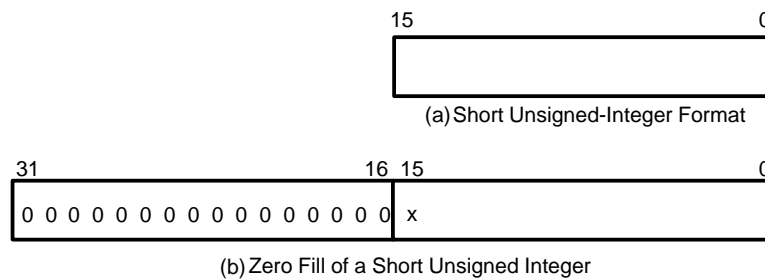 15 0
(a) Short Unsigned-Integer Format
31 16 15 0
0 0 0 0 0 0 0 0 0 0 0 0 0 0 0 0 x
(b) Zero Fill of a Short Unsigned Integer